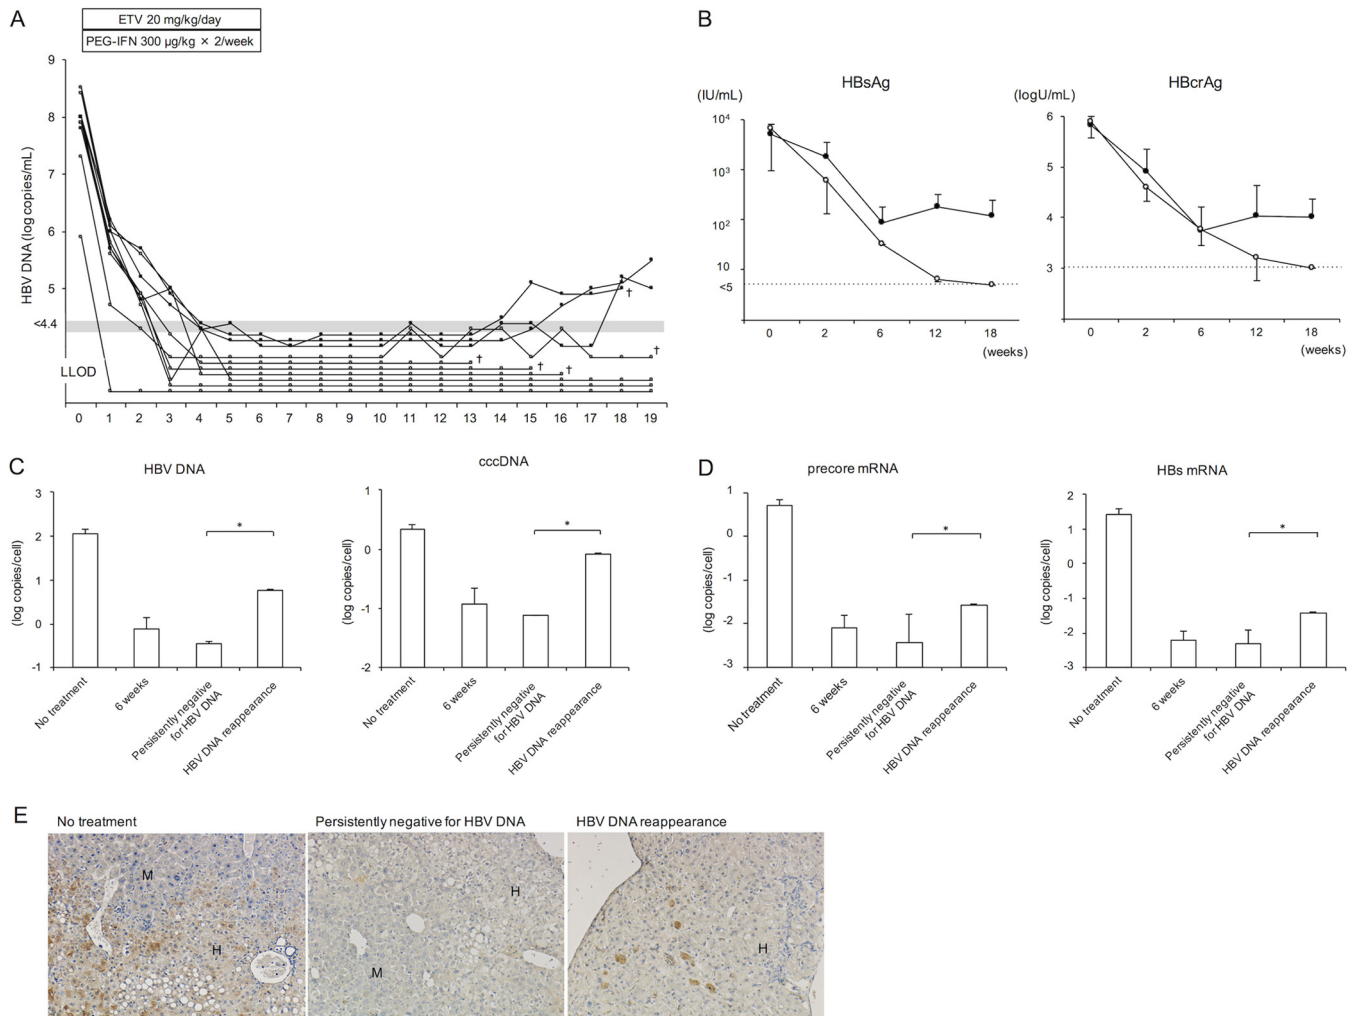 A
ETV 20 mg/kg/day
PEG-IFN 300 μg/kg × 2/week
HBV DNA (log copies/mL)
9
8
7
6
5
<4.4
LLOD
† † † † †
0 1 2 3 4 5 6 7 8 9 10 11 12 13 14 15 16 17 18 19
B
HBsAg
(IU/mL)
10⁴
10³
10²
10
<5
0 2 6 12 18
(weeks)
HBcrAg
(logU/mL)
6
5
4
3
0 2 6 12 18
(weeks)
C
HBV DNA
(log copies/cell)
3
2
1
0
-1
*
No treatment
6 weeks
Persistently negative
for HBV DNA
HBV DNA reappearance
cccDNA
(log copies/cell)
1
0
-1
-2
*
No treatment
6 weeks
Persistently negative
for HBV DNA
HBV DNA reappearance
D
precore mRNA
(log copies/cell)
1
0
-1
-2
-3
*
No treatment
6 weeks
Persistently negative
for HBV DNA
HBV DNA reappearance
HBs mRNA
(log copies/cell)
2
1
0
-1
-2
-3
*
No treatment
6 weeks
Persistently negative
for HBV DNA
HBV DNA reappearance
E
No treatment
M
H
Persistently negative for HBV DNA
H
M
HBV DNA reappearance
H